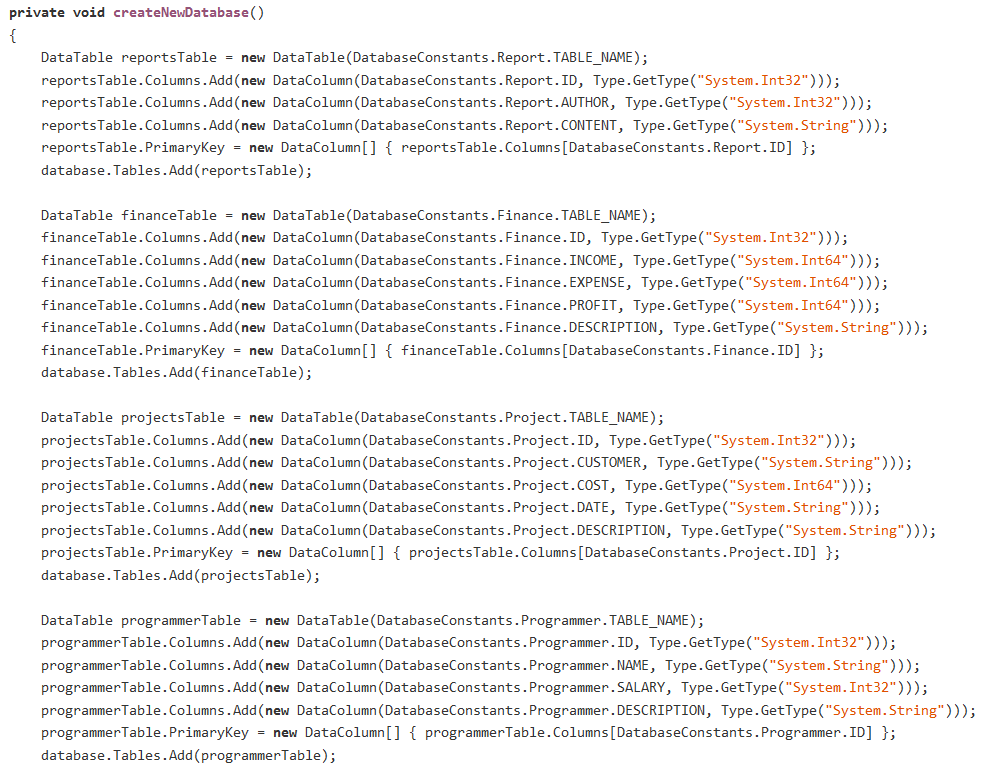 private void createNewDatabase()
{
    DataTable reportsTable = new DataTable(DatabaseConstants.Report.TABLE_NAME);
    reportsTable.Columns.Add(new DataColumn(DatabaseConstants.Report.ID, Type.GetType("System.Int32")));
    reportsTable.Columns.Add(new DataColumn(DatabaseConstants.Report.AUTHOR, Type.GetType("System.Int32")));
    reportsTable.Columns.Add(new DataColumn(DatabaseConstants.Report.CONTENT, Type.GetType("System.String")));
    reportsTable.PrimaryKey = new DataColumn[] { reportsTable.Columns[DatabaseConstants.Report.ID] };
    database.Tables.Add(reportsTable);

    DataTable financeTable = new DataTable(DatabaseConstants.Finance.TABLE_NAME);
    financeTable.Columns.Add(new DataColumn(DatabaseConstants.Finance.ID, Type.GetType("System.Int32")));
    financeTable.Columns.Add(new DataColumn(DatabaseConstants.Finance.INCOME, Type.GetType("System.Int64")));
    financeTable.Columns.Add(new DataColumn(DatabaseConstants.Finance.EXPENSE, Type.GetType("System.Int64")));
    financeTable.Columns.Add(new DataColumn(DatabaseConstants.Finance.PROFIT, Type.GetType("System.Int64")));
    financeTable.Columns.Add(new DataColumn(DatabaseConstants.Finance.DESCRIPTION, Type.GetType("System.String")));
    financeTable.PrimaryKey = new DataColumn[] { financeTable.Columns[DatabaseConstants.Finance.ID] };
    database.Tables.Add(financeTable);

    DataTable projectsTable = new DataTable(DatabaseConstants.Project.TABLE_NAME);
    projectsTable.Columns.Add(new DataColumn(DatabaseConstants.Project.ID, Type.GetType("System.Int32")));
    projectsTable.Columns.Add(new DataColumn(DatabaseConstants.Project.CUSTOMER, Type.GetType("System.String")));
    projectsTable.Columns.Add(new DataColumn(DatabaseConstants.Project.COST, Type.GetType("System.Int64")));
    projectsTable.Columns.Add(new DataColumn(DatabaseConstants.Project.DATE, Type.GetType("System.String")));
    projectsTable.Columns.Add(new DataColumn(DatabaseConstants.Project.DESCRIPTION, Type.GetType("System.String")));
    projectsTable.PrimaryKey = new DataColumn[] { projectsTable.Columns[DatabaseConstants.Project.ID] };
    database.Tables.Add(projectsTable);

    DataTable programmerTable = new DataTable(DatabaseConstants.Programmer.TABLE_NAME);
    programmerTable.Columns.Add(new DataColumn(DatabaseConstants.Programmer.ID, Type.GetType("System.Int32")));
    programmerTable.Columns.Add(new DataColumn(DatabaseConstants.Programmer.NAME, Type.GetType("System.String")));
    programmerTable.Columns.Add(new DataColumn(DatabaseConstants.Programmer.SALARY, Type.GetType("System.Int32")));
    programmerTable.Columns.Add(new DataColumn(DatabaseConstants.Programmer.DESCRIPTION, Type.GetType("System.String")));
    programmerTable.PrimaryKey = new DataColumn[] { programmerTable.Columns[DatabaseConstants.Programmer.ID] };
    database.Tables.Add(programmerTable);